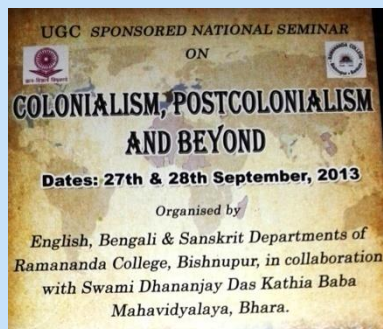 UGC SPONSORED NATIONAL SEMINAR
ON
COLONIALISM, POSTCOLONIALISM
AND BEYOND
Dates: 27th & 28th September, 2013
Organised by
English, Bengali & Sanskrit Departments of
Ramananda College, Bishnupur, in collaboration
with Swami Dhananjay Das Kathia Baba
Mahavidyalaya, Bhara.